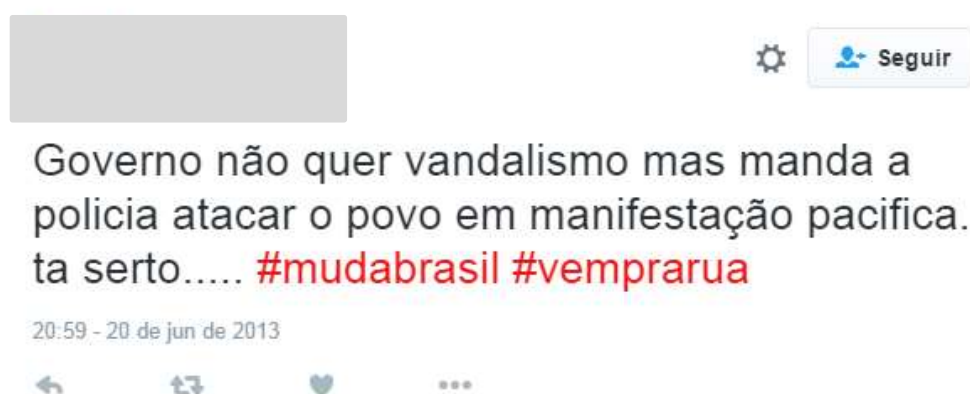 Seguir
Governo não quer vandalismo mas manda a
policia atacar o povo em manifestação pacifica.
ta serto..... #mudabrasil #vemprarua
20:59 - 20 de jun de 2013